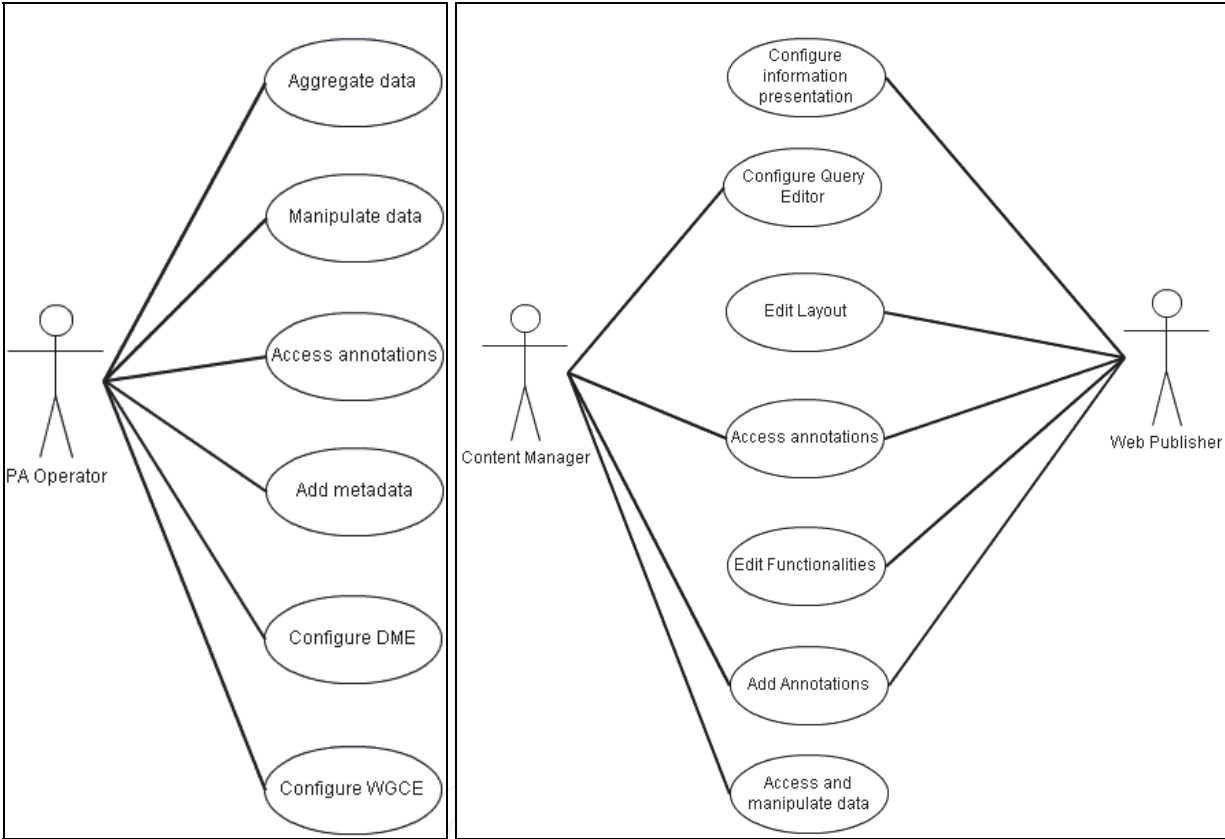 Aggregate data
Manipulate data
Access annotations
PA Operator
Add metadata
Configure DME
Configure WGCE
Configure
information
presentation
Configure Query
Editor
Edit Layout
Access annotations
Content Manager
Web Publisher
Edit Functionalities
Add Annotations
Access and
manipulate data